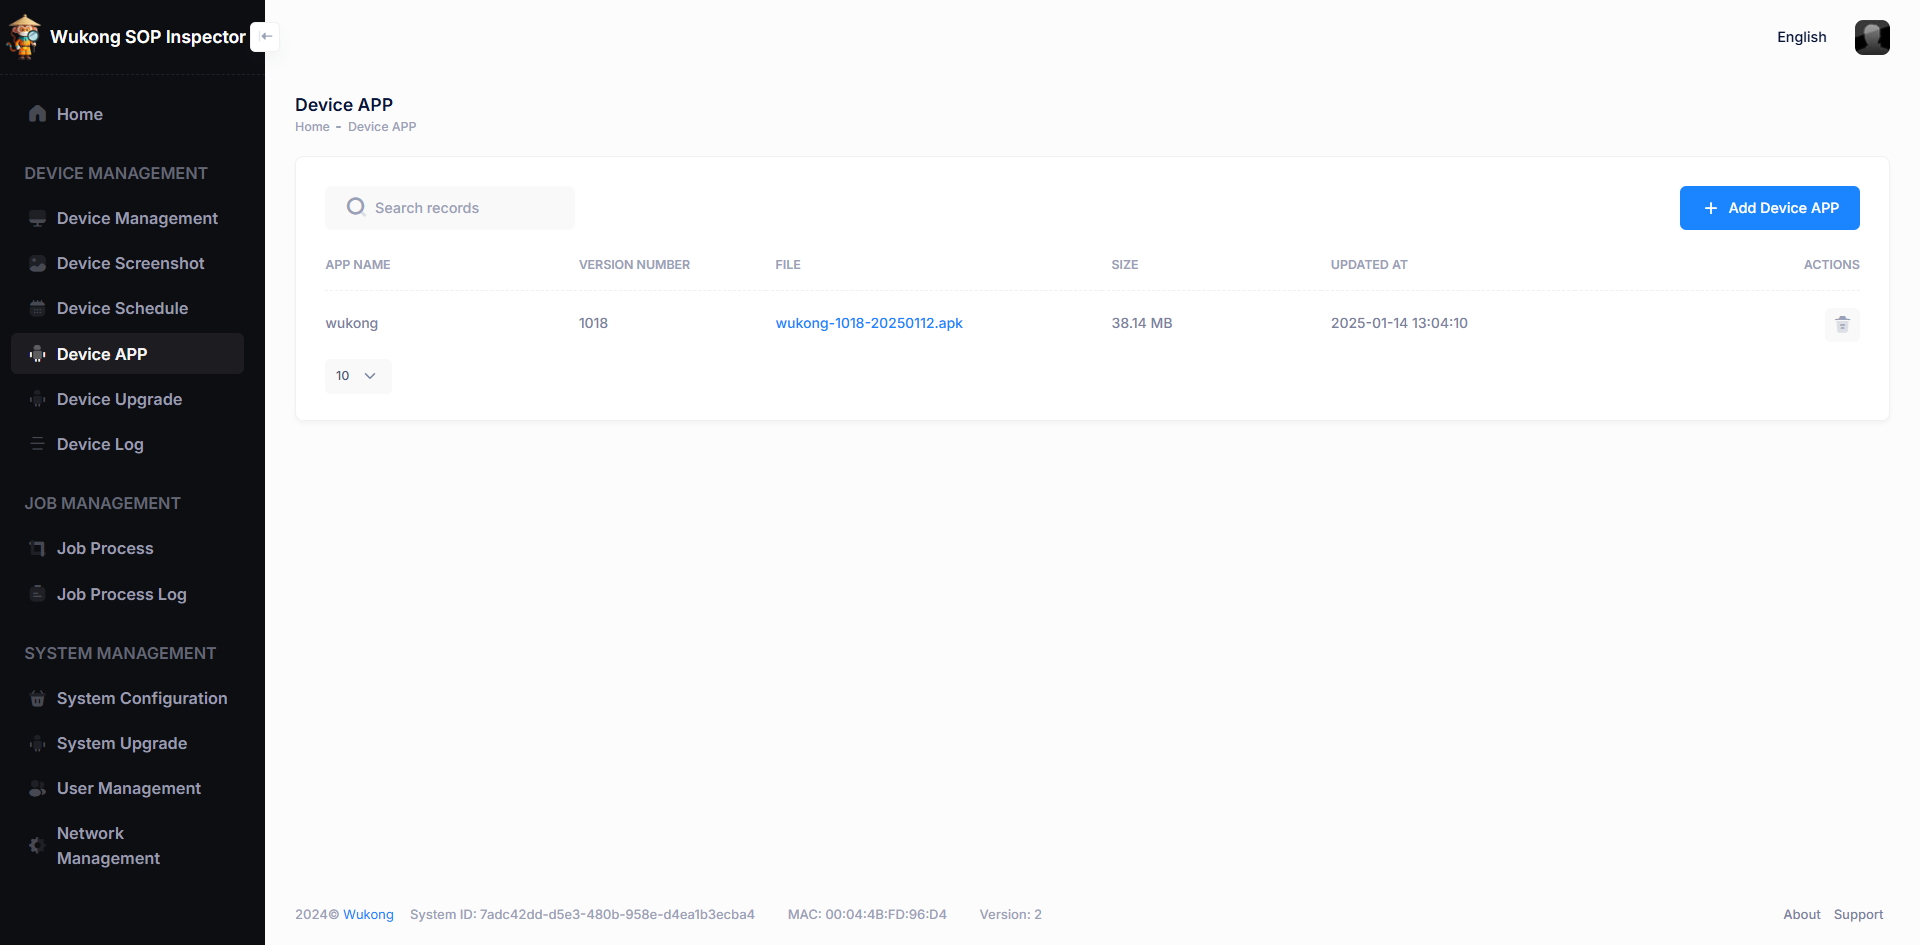 Wukong SOP Inspector
English
Home
DEVICE MANAGEMENT
Device Management
Device Screenshot
Device Schedule
Device APP
Device Upgrade
Device Log
JOB MANAGEMENT
Job Process
Job Process Log
SYSTEM MANAGEMENT
System Configuration
System Upgrade
User Management
Network
Management
Device APP
Home - Device APP
Search records
+ Add Device APP
APP NAME VERSION NUMBER FILE SIZE UPDATED AT ACTIONS
wukong 1018 wukong-1018-20250112.apk 38.14 MB 2025-01-14 13:04:10
10
2024© Wukong System ID: 7adc42dd-d5e3-480b-958e-d4ea1b3ecba4 MAC: 00:04:4B:FD:96:D4 Version: 2 About Support